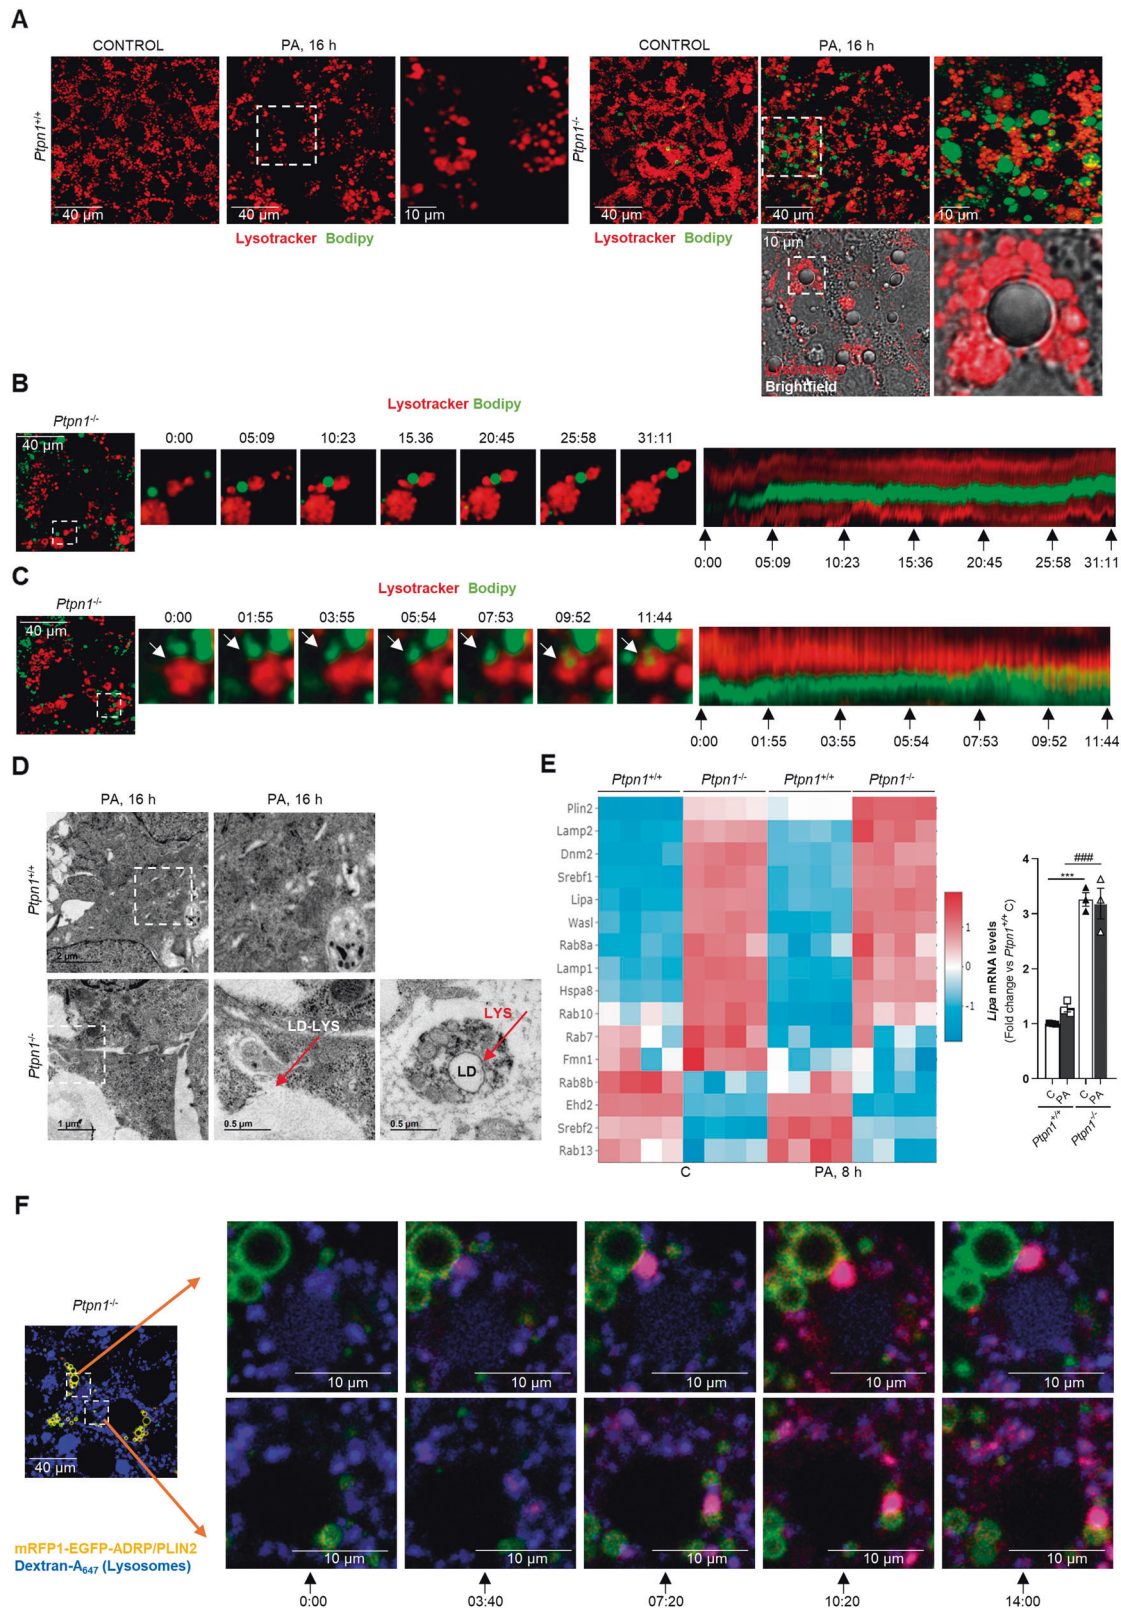 A
CONTROL
PA, 16 h
CONTROL
PA, 16 h
Ptpn1+/+
Ptpn1-/-
40 µm
40 µm
10 µm
40 µm
40 µm
10 µm
Lysotracker Bodipy
Lysotracker Bodipy
10 µm
Lysotracker
Brightfield
B
Lysotracker Bodipy
Ptpn1-/-
40 µm
0:00 05:09 10:23 15:36 20:45 25:58 31:11
0:00 05:09 10:23 15:36 20:45 25:58 31:11
C
Lysotracker Bodipy
Ptpn1-/-
40 µm
0:00 01:55 03:55 05:54 07:53 09:52 11:44
0:00 01:55 03:55 05:54 07:53 09:52 11:44
D
PA, 16 h
PA, 16 h
Ptpn1+/+
2 µm
Ptpn1-/-
LD-LYS
LYS
LD
1 µm
0.5 µm
0.5 µm
E
Ptpn1+/+ Ptpn1-/- Ptpn1+/+ Ptpn1-/-
Plin2
Lamp2
Dnm2
Srebf1
Lipa
Wasl
Rab8a
Lamp1
Hspa8
Rab10
Rab7
Fmn1
Rab8b
Ehd2
Srebf2
Rab13
C
PA, 8 h
1
0
-1
Lipa mRNA levels
(Fold change vs Ptpn1+/+ C)
4
3
2
1
0
***
###
C
PA
C
PA
Ptpn1+/+
Ptpn1-/-
F
Ptpn1-/-
40 µm
mRFP1-EGFP-ADRP/PLIN2
Dextran-A647 (Lysosomes)
10 µm
10 µm
10 µm
10 µm
10 µm
10 µm
10 µm
10 µm
10 µm
10 µm
0:00
03:40
07:20
10:20
14:00